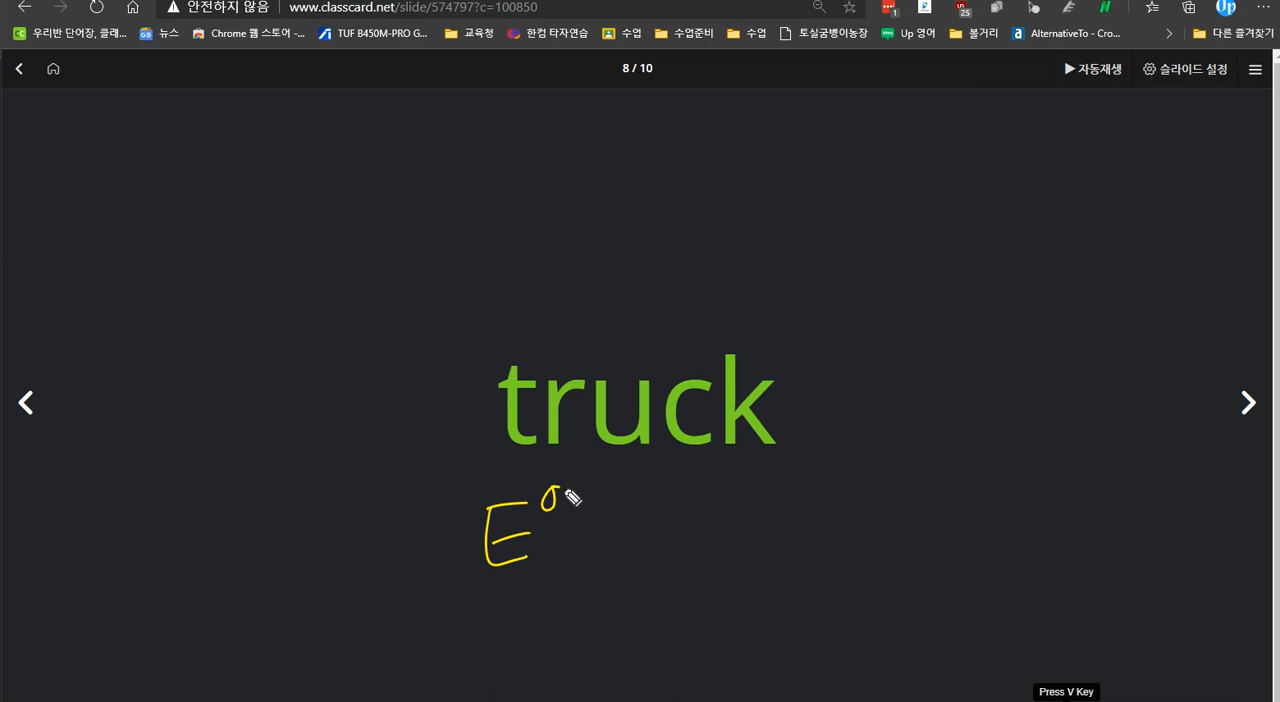 안전하지 않음 www.classcard.net/slide/574797?c=100850 1 25 Up
우리반 단어장, 클래... 뉴스 Chrome 웹 스토어 -... TUF B450M-PRO G... 교육청 한컴 타자연습 수업 수업준비 수업 토실굼벵이농장 Up 영어 볼거리 AlternativeTo - Cro... 다른 즐겨찾기
8 / 10 자동재생 슬라이드 설정
truck
ㅌ ㅇ
Press V Key